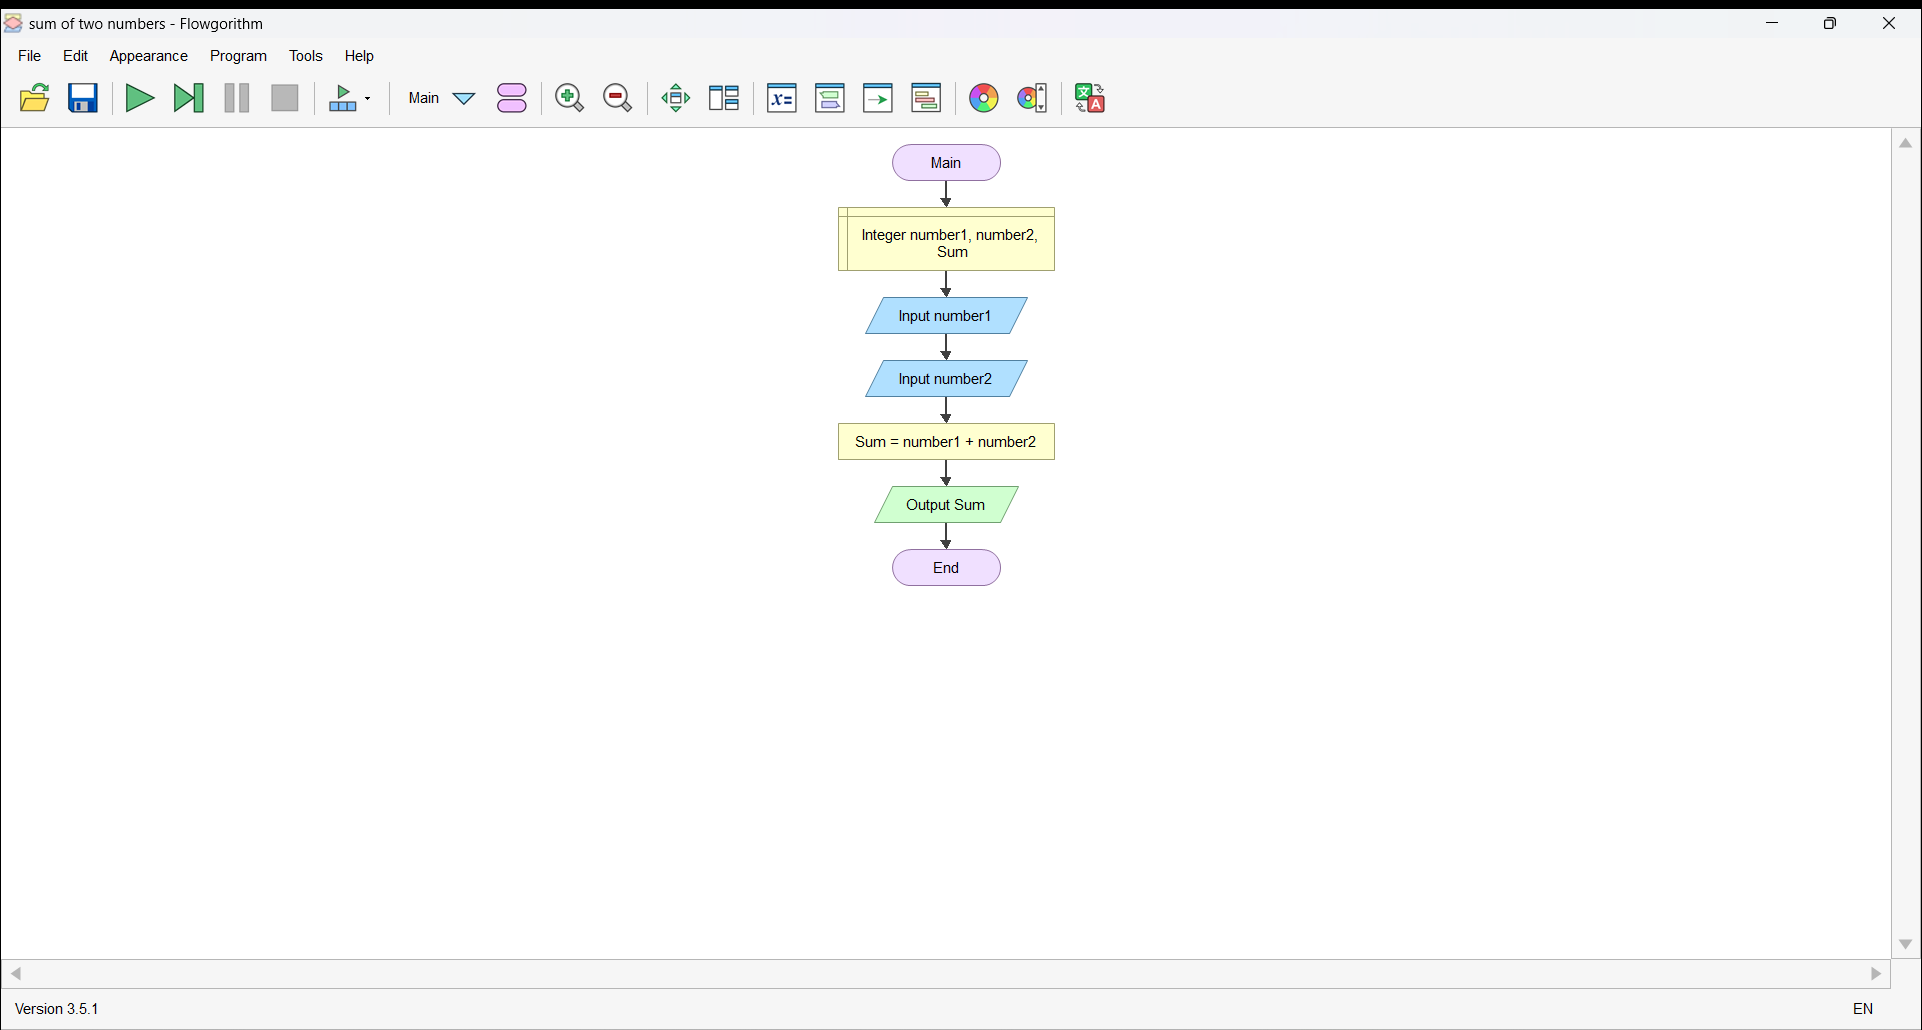 sum of two numbers - Flowgorithm
File Edit Appearance Program Tools Help
Main
x=
文
A
Main
Integer number1, number2,
Sum
Input number1
Input number2
Sum = number1 + number2
Output Sum
End
Version 3.5.1
EN